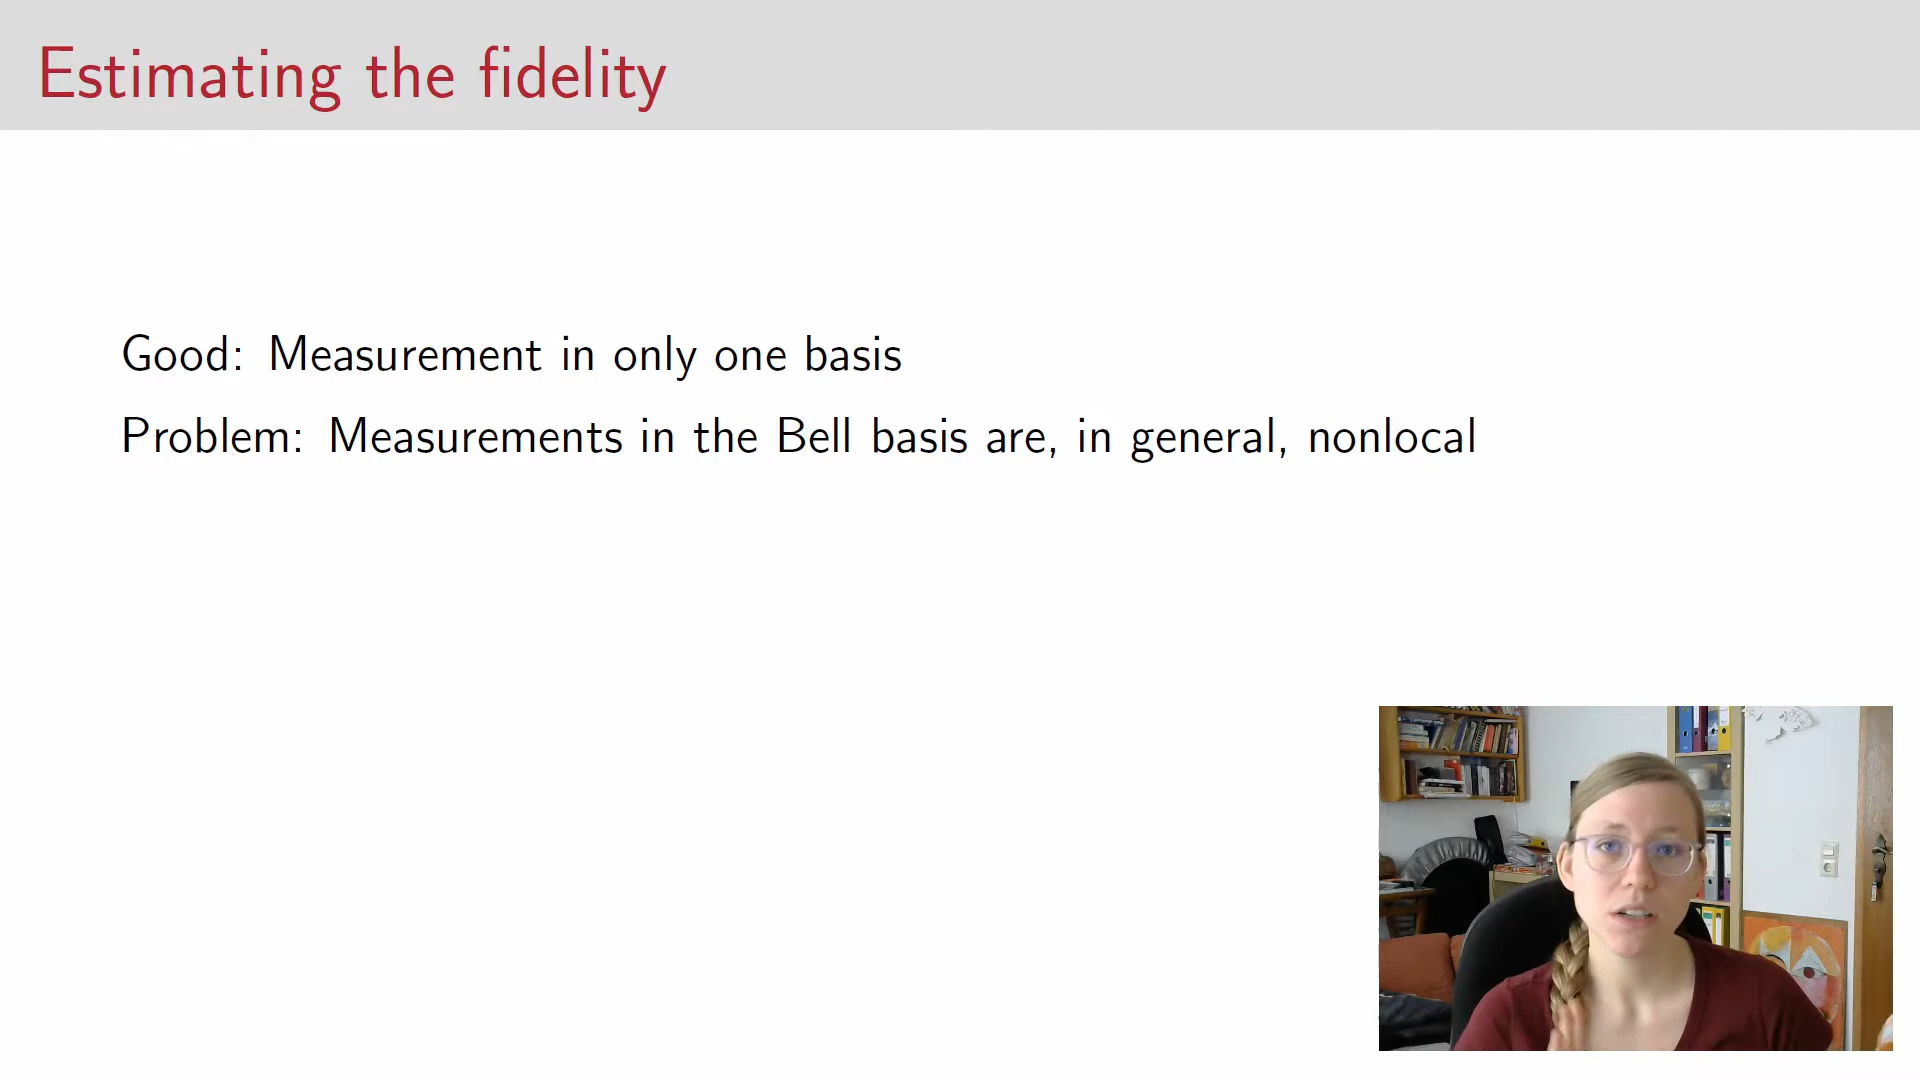 Estimating the fidelity
Good: Measurement in only one basis
Problem: Measurements in the Bell basis are, in general, nonlocal